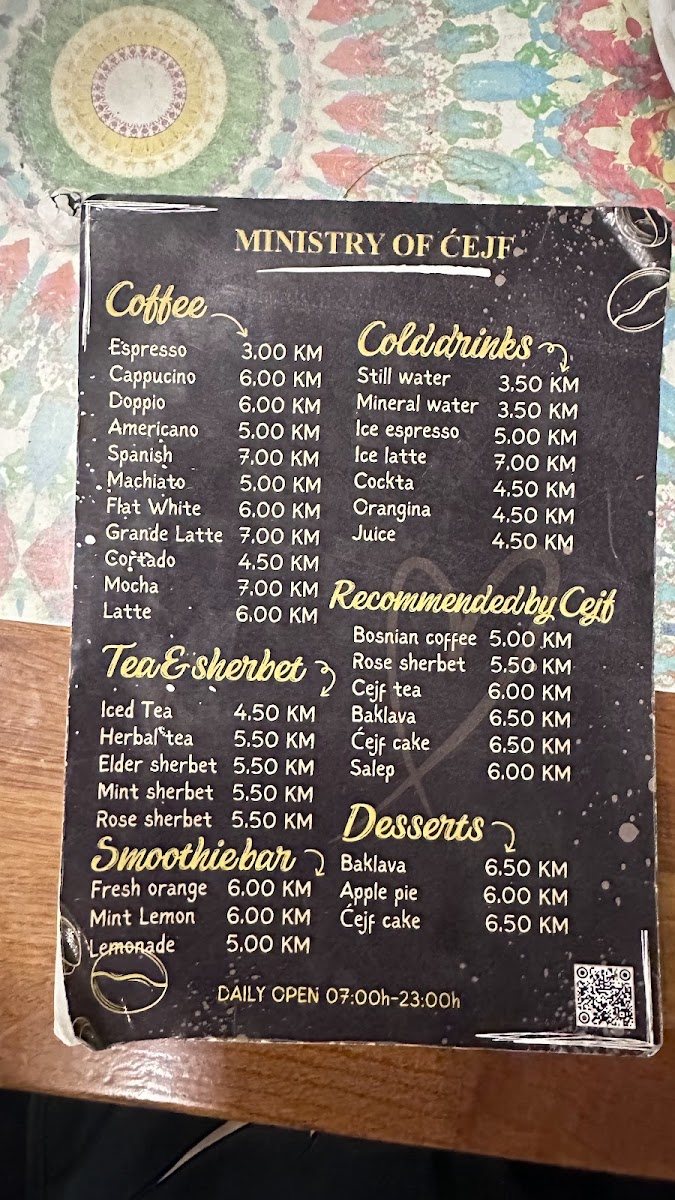 MINISTRY OF ĆEJF
Coffee
Espresso 3.00 KM
Cappucino 6.00 KM
Doppio 6.00 KM
Americano 5.00 KM
Spanish 7.00 KM
Machiato 5.00 KM
Flat White 6.00 KM
Grande Latte 7.00 KM
Cortado 4.50 KM
Mocha 7.00 KM
Latte 6.00 KM
Tea & sherbet
Iced Tea 4.50 KM
Herbal tea 5.50 KM
Elder sherbet 5.50 KM
Mint sherbet 5.50 KM
Rose sherbet 5.50 KM
Smoothie bar
Fresh orange 6.00 KM
Mint Lemon 6.00 KM
Lemonade 5.00 KM
Cold drinks
Still water 3.50 KM
Mineral water 3.50 KM
Ice espresso 5.00 KM
Ice latte 7.00 KM
Cockta 4.50 KM
Orangina 4.50 KM
Juice 4.50 KM
Recommended by Cejf
Bosnian coffee 5.00 KM
Rose sherbet 5.50 KM
Cejf tea 6.00 KM
Baklava 6.50 KM
Ćejf cake 6.50 KM
Salep 6.00 KM
Desserts
Baklava 6.50 KM
Apple pie 6.00 KM
Ćejf cake 6.50 KM
DAILY OPEN 07:00h-23:00h